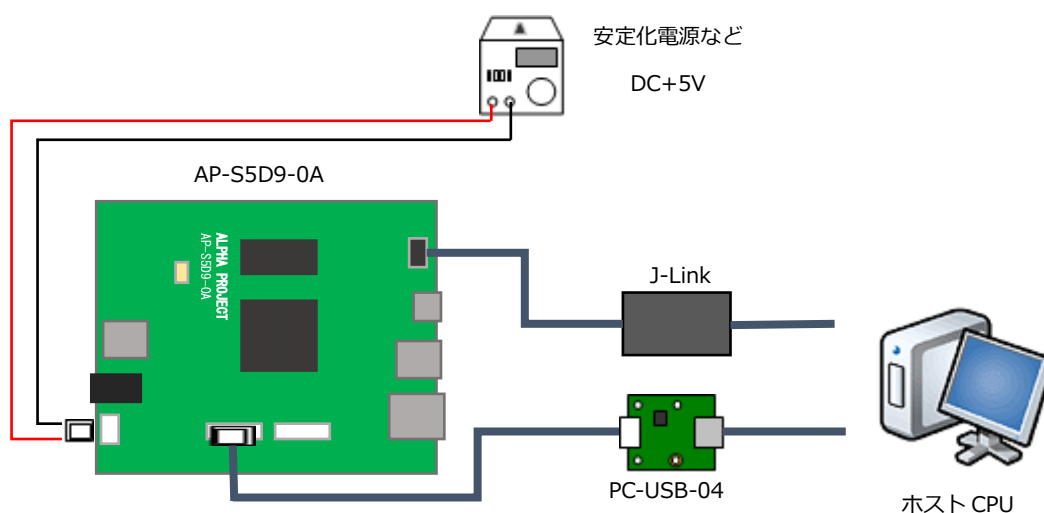 安定化電源など
DC+5V
AP-S5D9-0A
ALPHA PROJECT
AP-S5D9-0A
J-Link
PC-USB-04
ホスト CPU